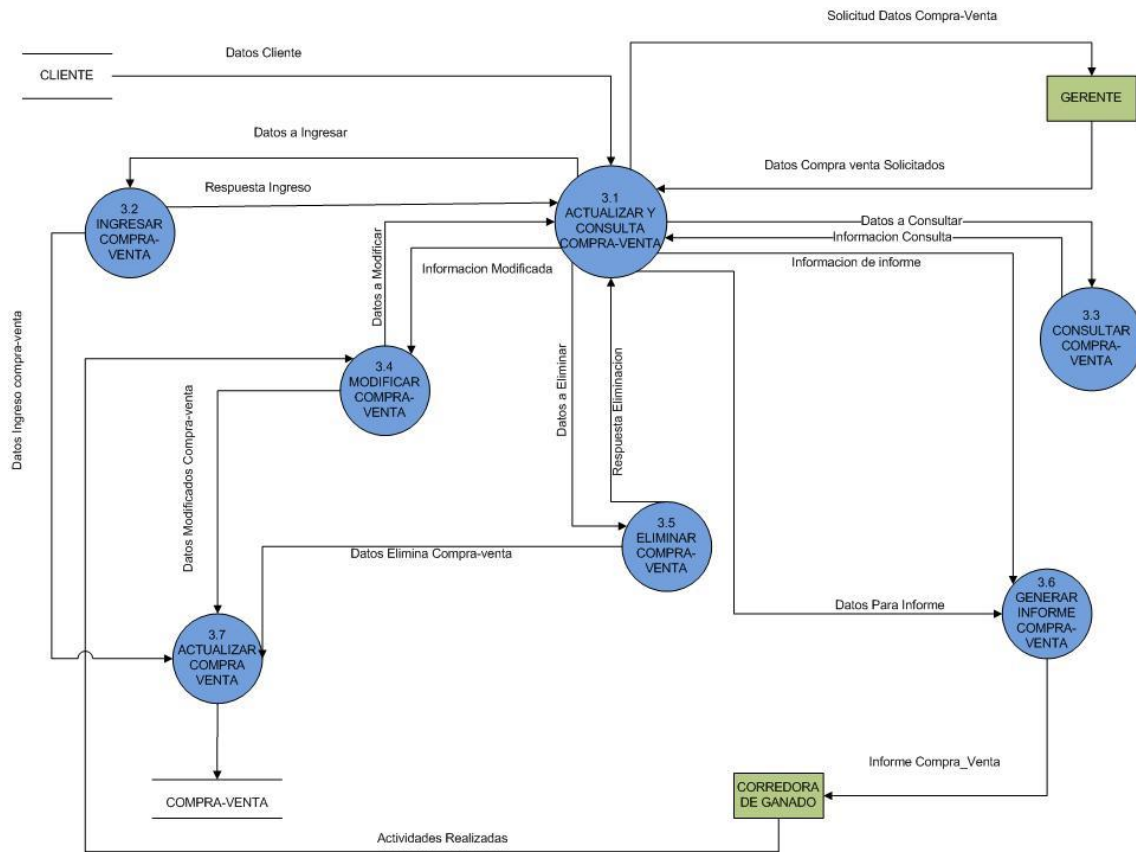 Solicitud Datos Compra-Venta
Datos Cliente
CLIENTE
GERENTE
Datos a Ingresar
Datos Compra venta Solicitados
Respuesta Ingreso
3.1
ACTUALIZAR Y
CONSULTA
COMPRA-VENTA
3.2
INGRESAR
COMPRA-
VENTA
Datos a Consultar
Informacion Consulta
Informacion de informe
Datos a Modificar
Informacion Modificada
3.3
CONSULTAR
COMPRA-
VENTA
Datos Ingreso compra-venta
3.4
MODIFICAR
COMPRA-
VENTA
Datos a Eliminar
Respuesta Eliminacion
Datos Modificados Compra-venta
3.5
ELIMINAR
COMPRA-
VENTA
Datos Elimina Compra-venta
3.6
GENERAR
INFORME
COMPRA-
VENTA
Datos Para Informe
3.7
ACTUALIZAR
COMPRA
VENTA
Informe Compra_Venta
CORREDORA
DE GANADO
COMPRA-VENTA
Actividades Realizadas